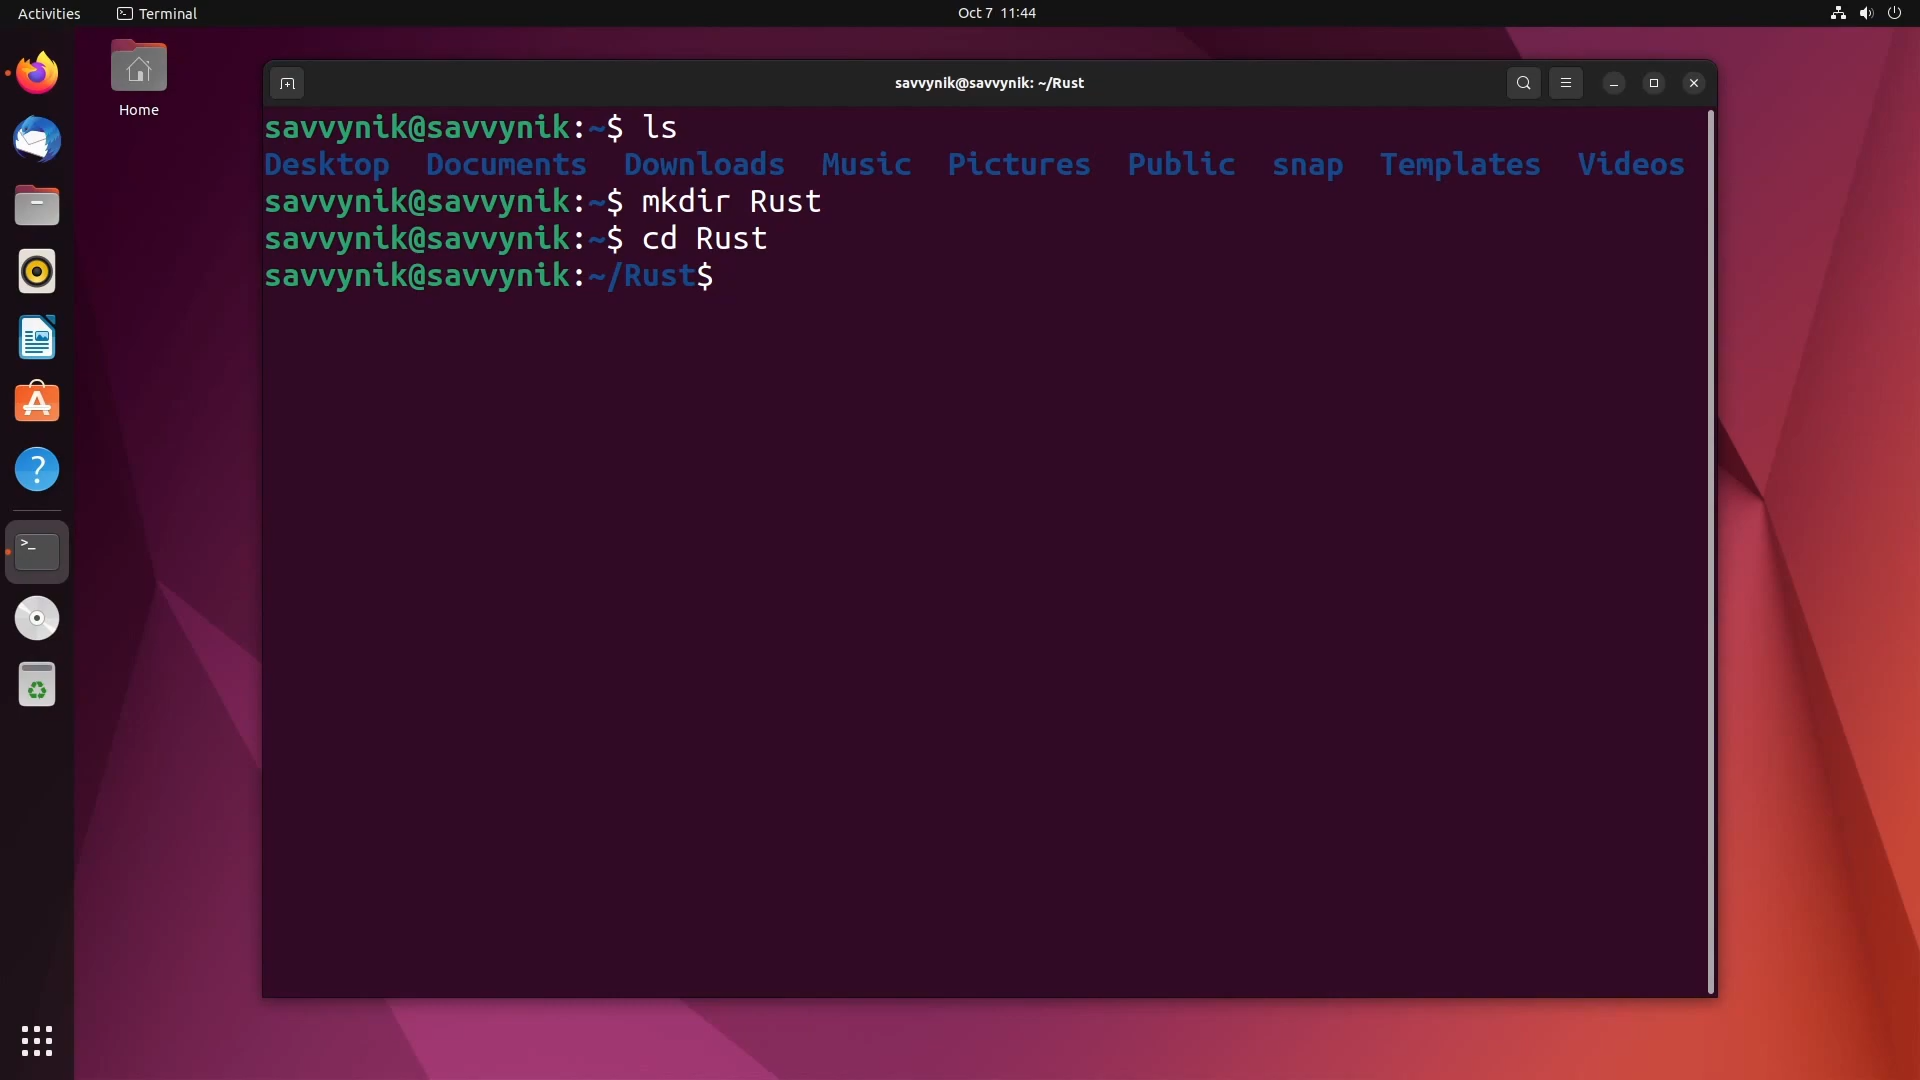 Activities Terminal Oct 7 11:44
Home
savvynik@savvynik: ~/Rust
savvynik@savvynik:~$ ls
Desktop Documents Downloads Music Pictures Public snap Templates Videos
savvynik@savvynik:~$ mkdir Rust
savvynik@savvynik:~$ cd Rust
savvynik@savvynik:~/Rust$